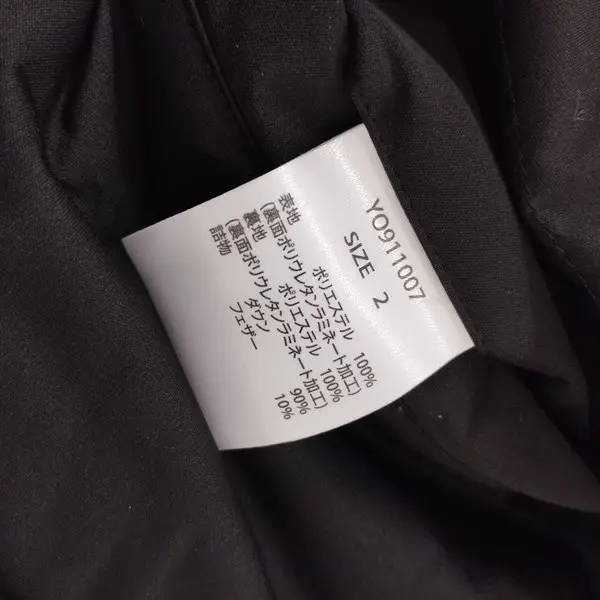 YO911007
SIZE 2
表地 ポリエステル 100%
(裏面ポリウレタンラミネート加工)
裏地 ポリエステル 100%
(裏面ポリウレタンラミネート加工)
詰物 ダウン 90%
フェザー 10%